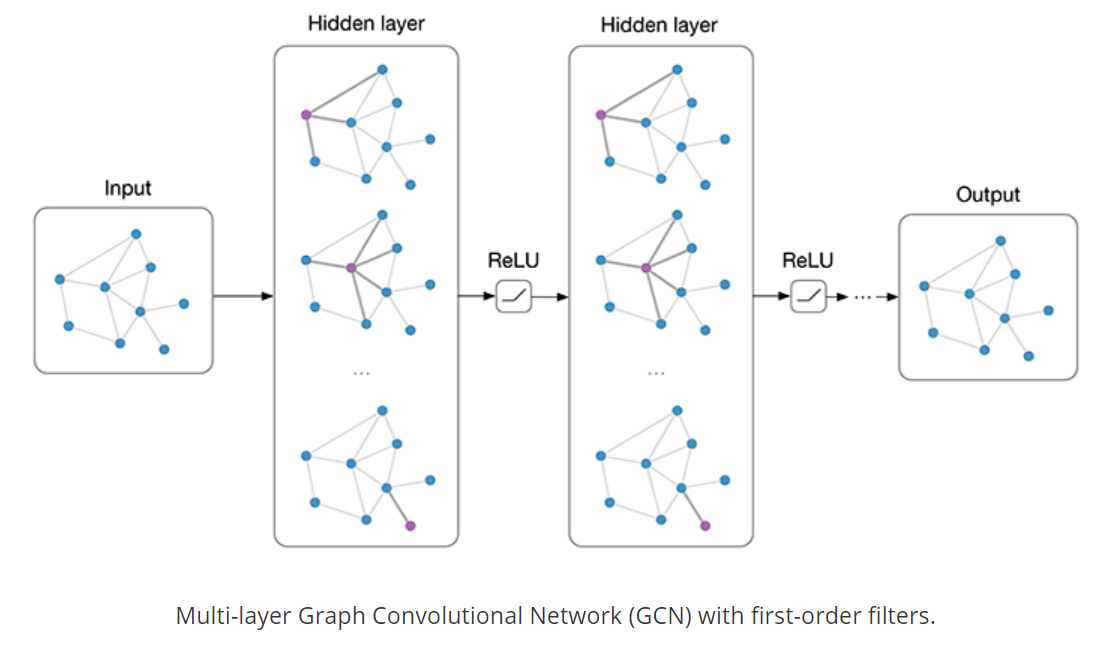 Hidden layer
Hidden layer
Input
Output
ReLU
ReLU
...
...
...
Multi-layer Graph Convolutional Network (GCN) with first-order filters.